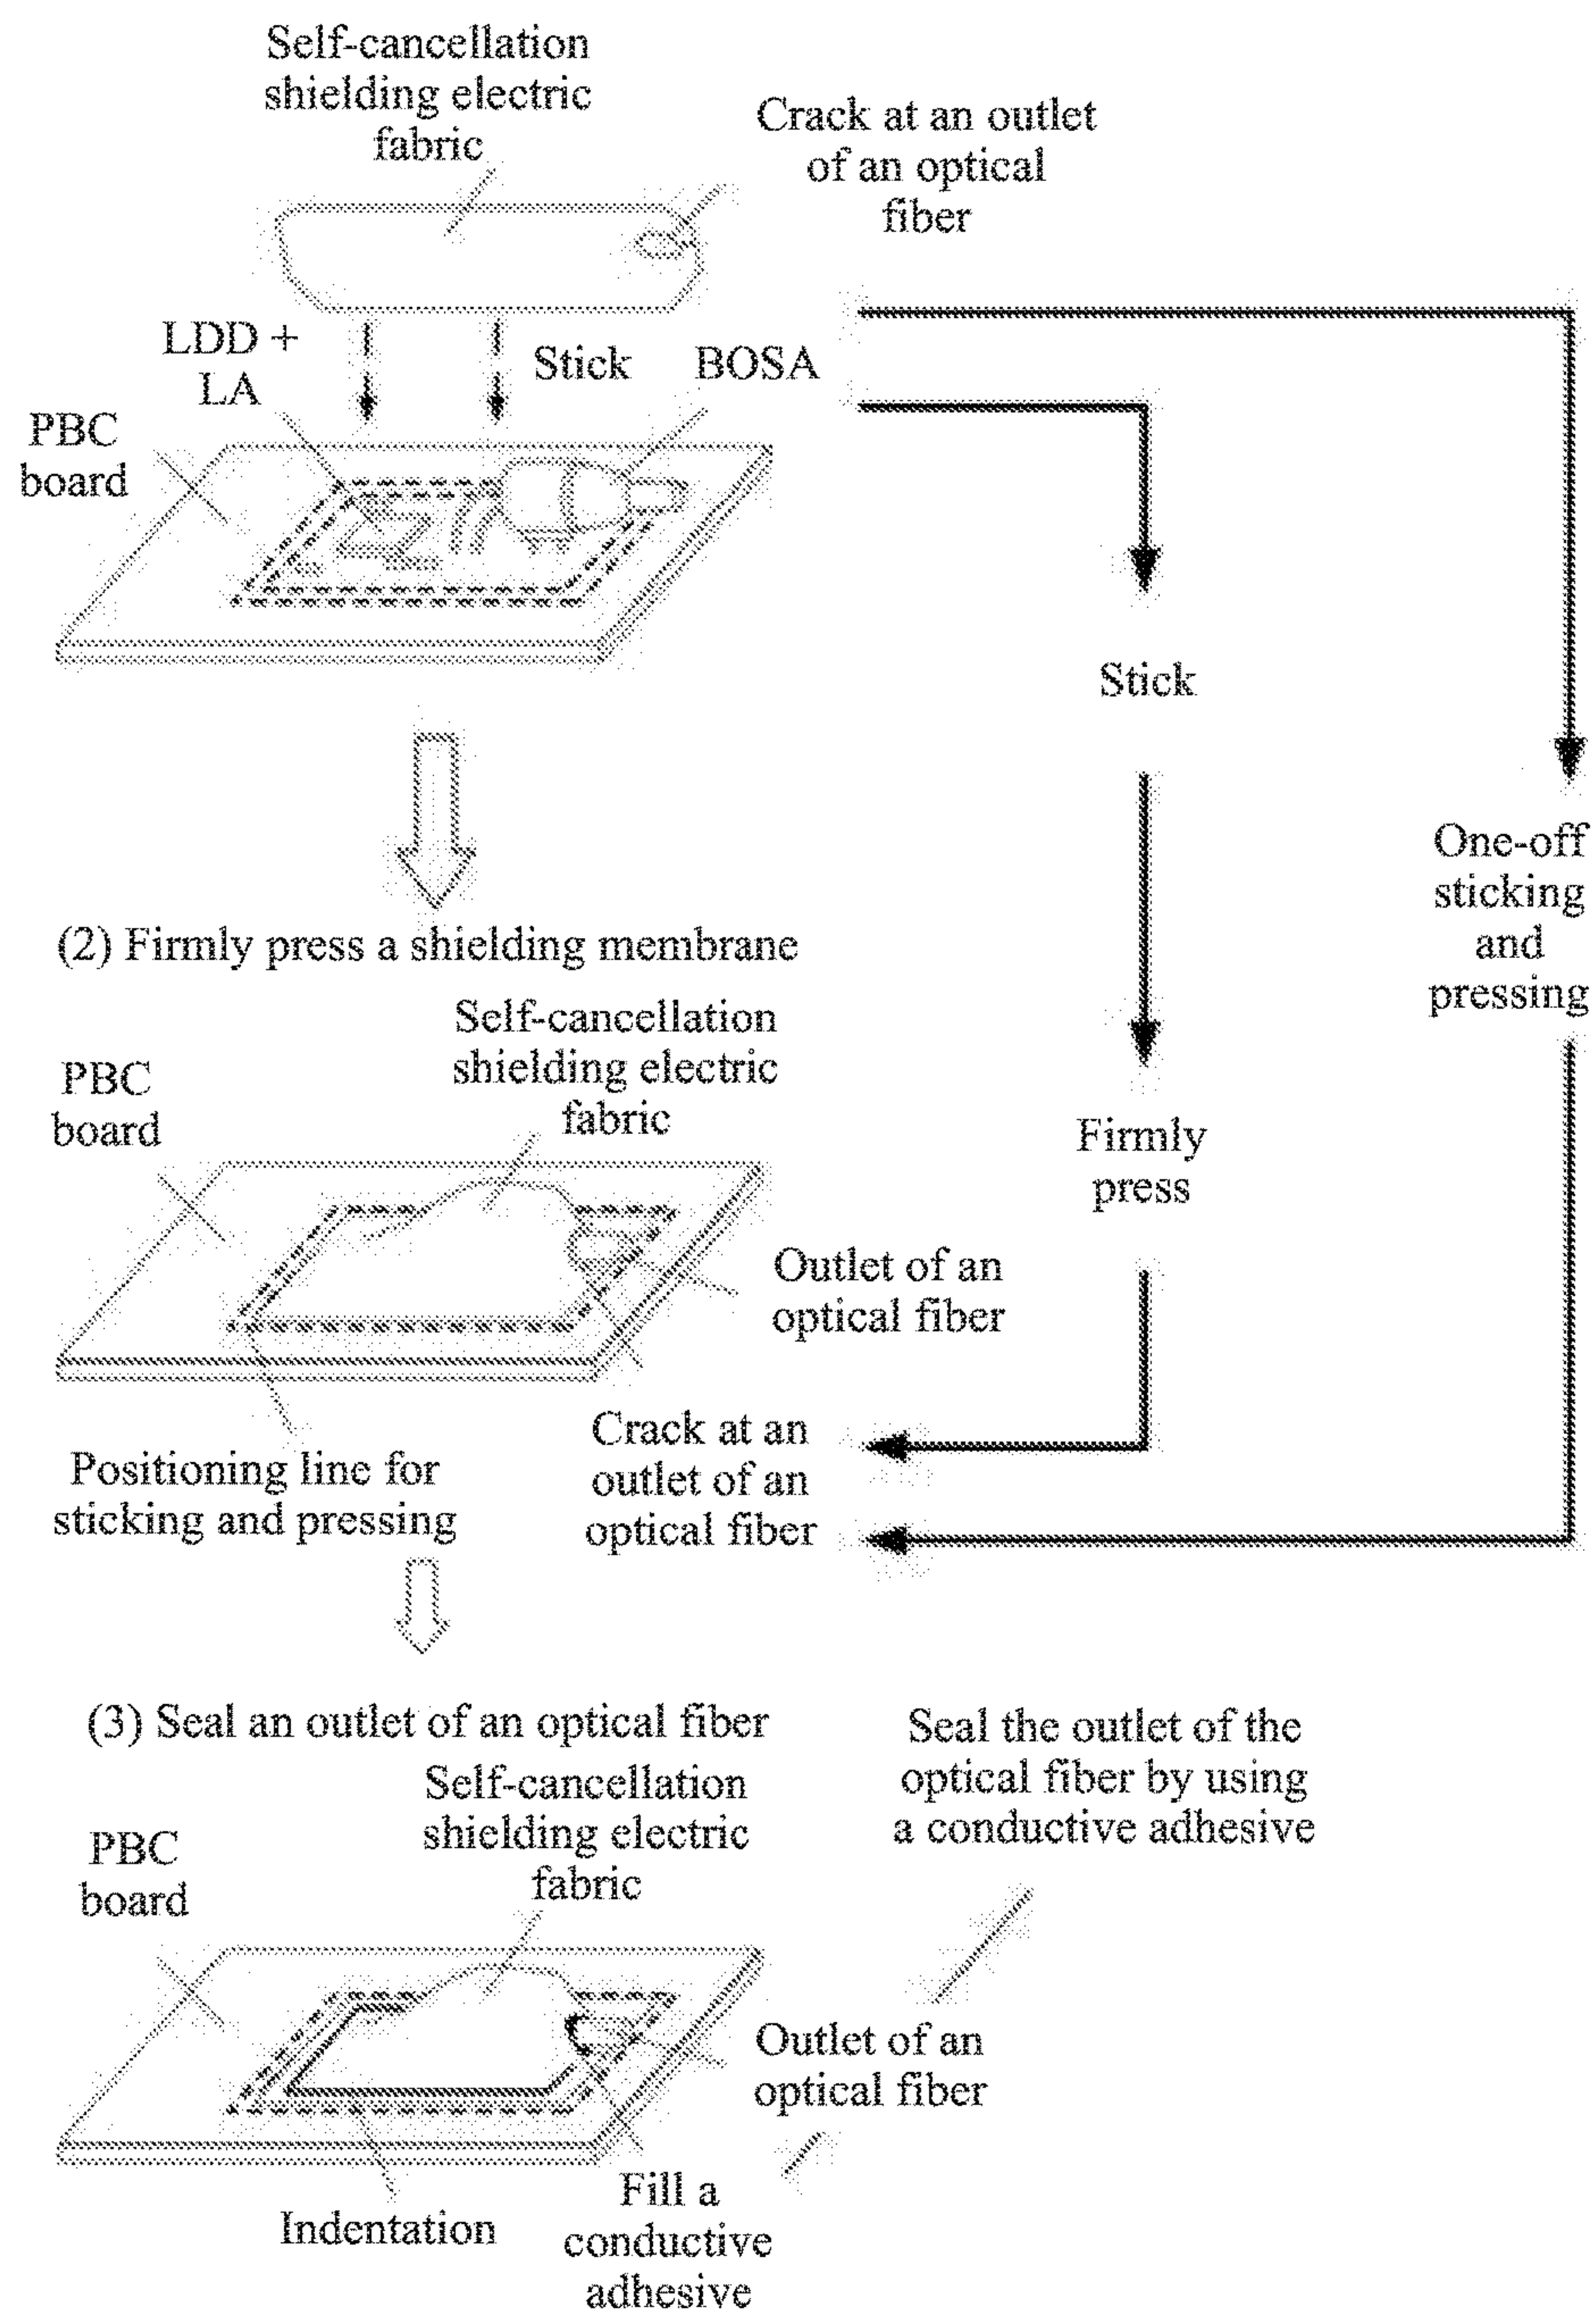 Self-cancellation
shielding electric
fabric
Crack at an outlet
of an optical
fiber
LDD +
LA
Stick
BOSA
PBC
board
Stick
One-off
sticking
and
pressing
(2) Firmly press a shielding membrane
Self-cancellation
shielding electric
fabric
PBC
board
Firmly
press
Outlet of an
optical fiber
Crack at an
outlet of an
optical fiber
Positioning line for
sticking and pressing
(3) Seal an outlet of an optical fiber
Seal the outlet of the
optical fiber by using
a conductive adhesive
Self-cancellation
shielding electric
fabric
PBC
board
Outlet of an
optical fiber
Indentation
Fill a
conductive
adhesive